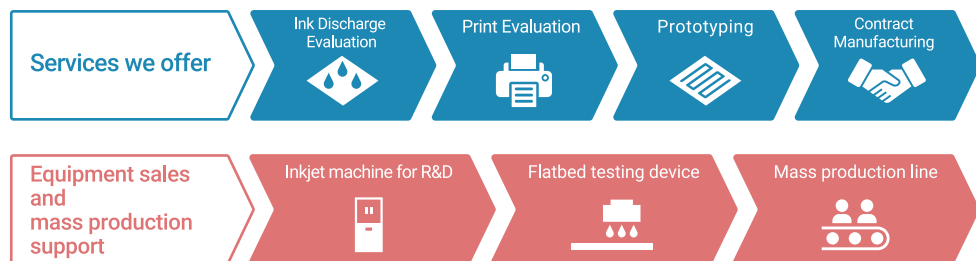 Services we offer
Ink Discharge
Evaluation
Print Evaluation
Prototyping
Contract
Manufacturing
Equipment sales
and
mass production
support
Inkjet machine for R&D
Flatbed testing device
Mass production line